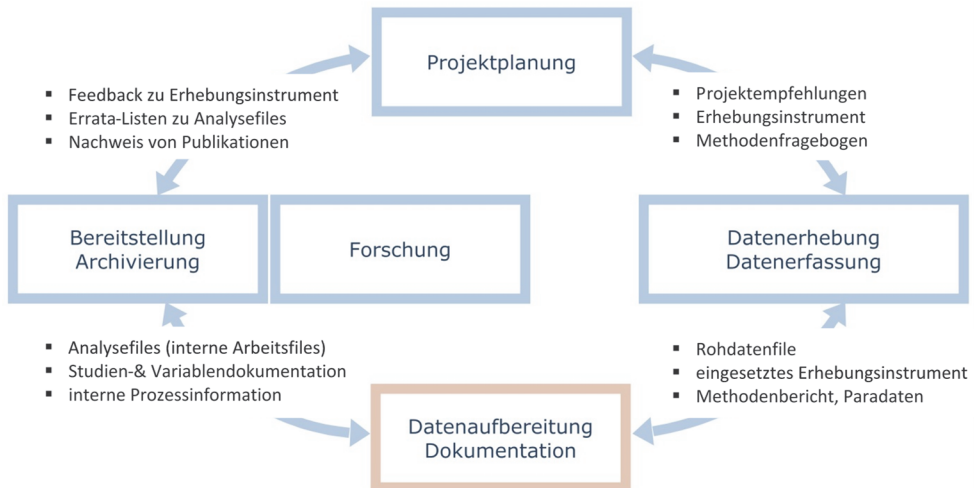 Projektplanung
▪ Feedback zu Erhebungsinstrument
▪ Errata-Listen zu Analysefiles
▪ Nachweis von Publikationen
▪ Projektempfehlungen
▪ Erhebungsinstrument
▪ Methodenfragebogen
Bereitstellung
Archivierung
Forschung
Datenerhebung
Datenerfassung
▪ Analysefiles (interne Arbeitsfiles)
▪ Studien-& Variablendokumentation
▪ interne Prozessinformation
▪ Rohdatenfile
▪ eingesetztes Erhebungsinstrument
▪ Methodenbericht, Paradaten
Datenaufbereitung
Dokumentation